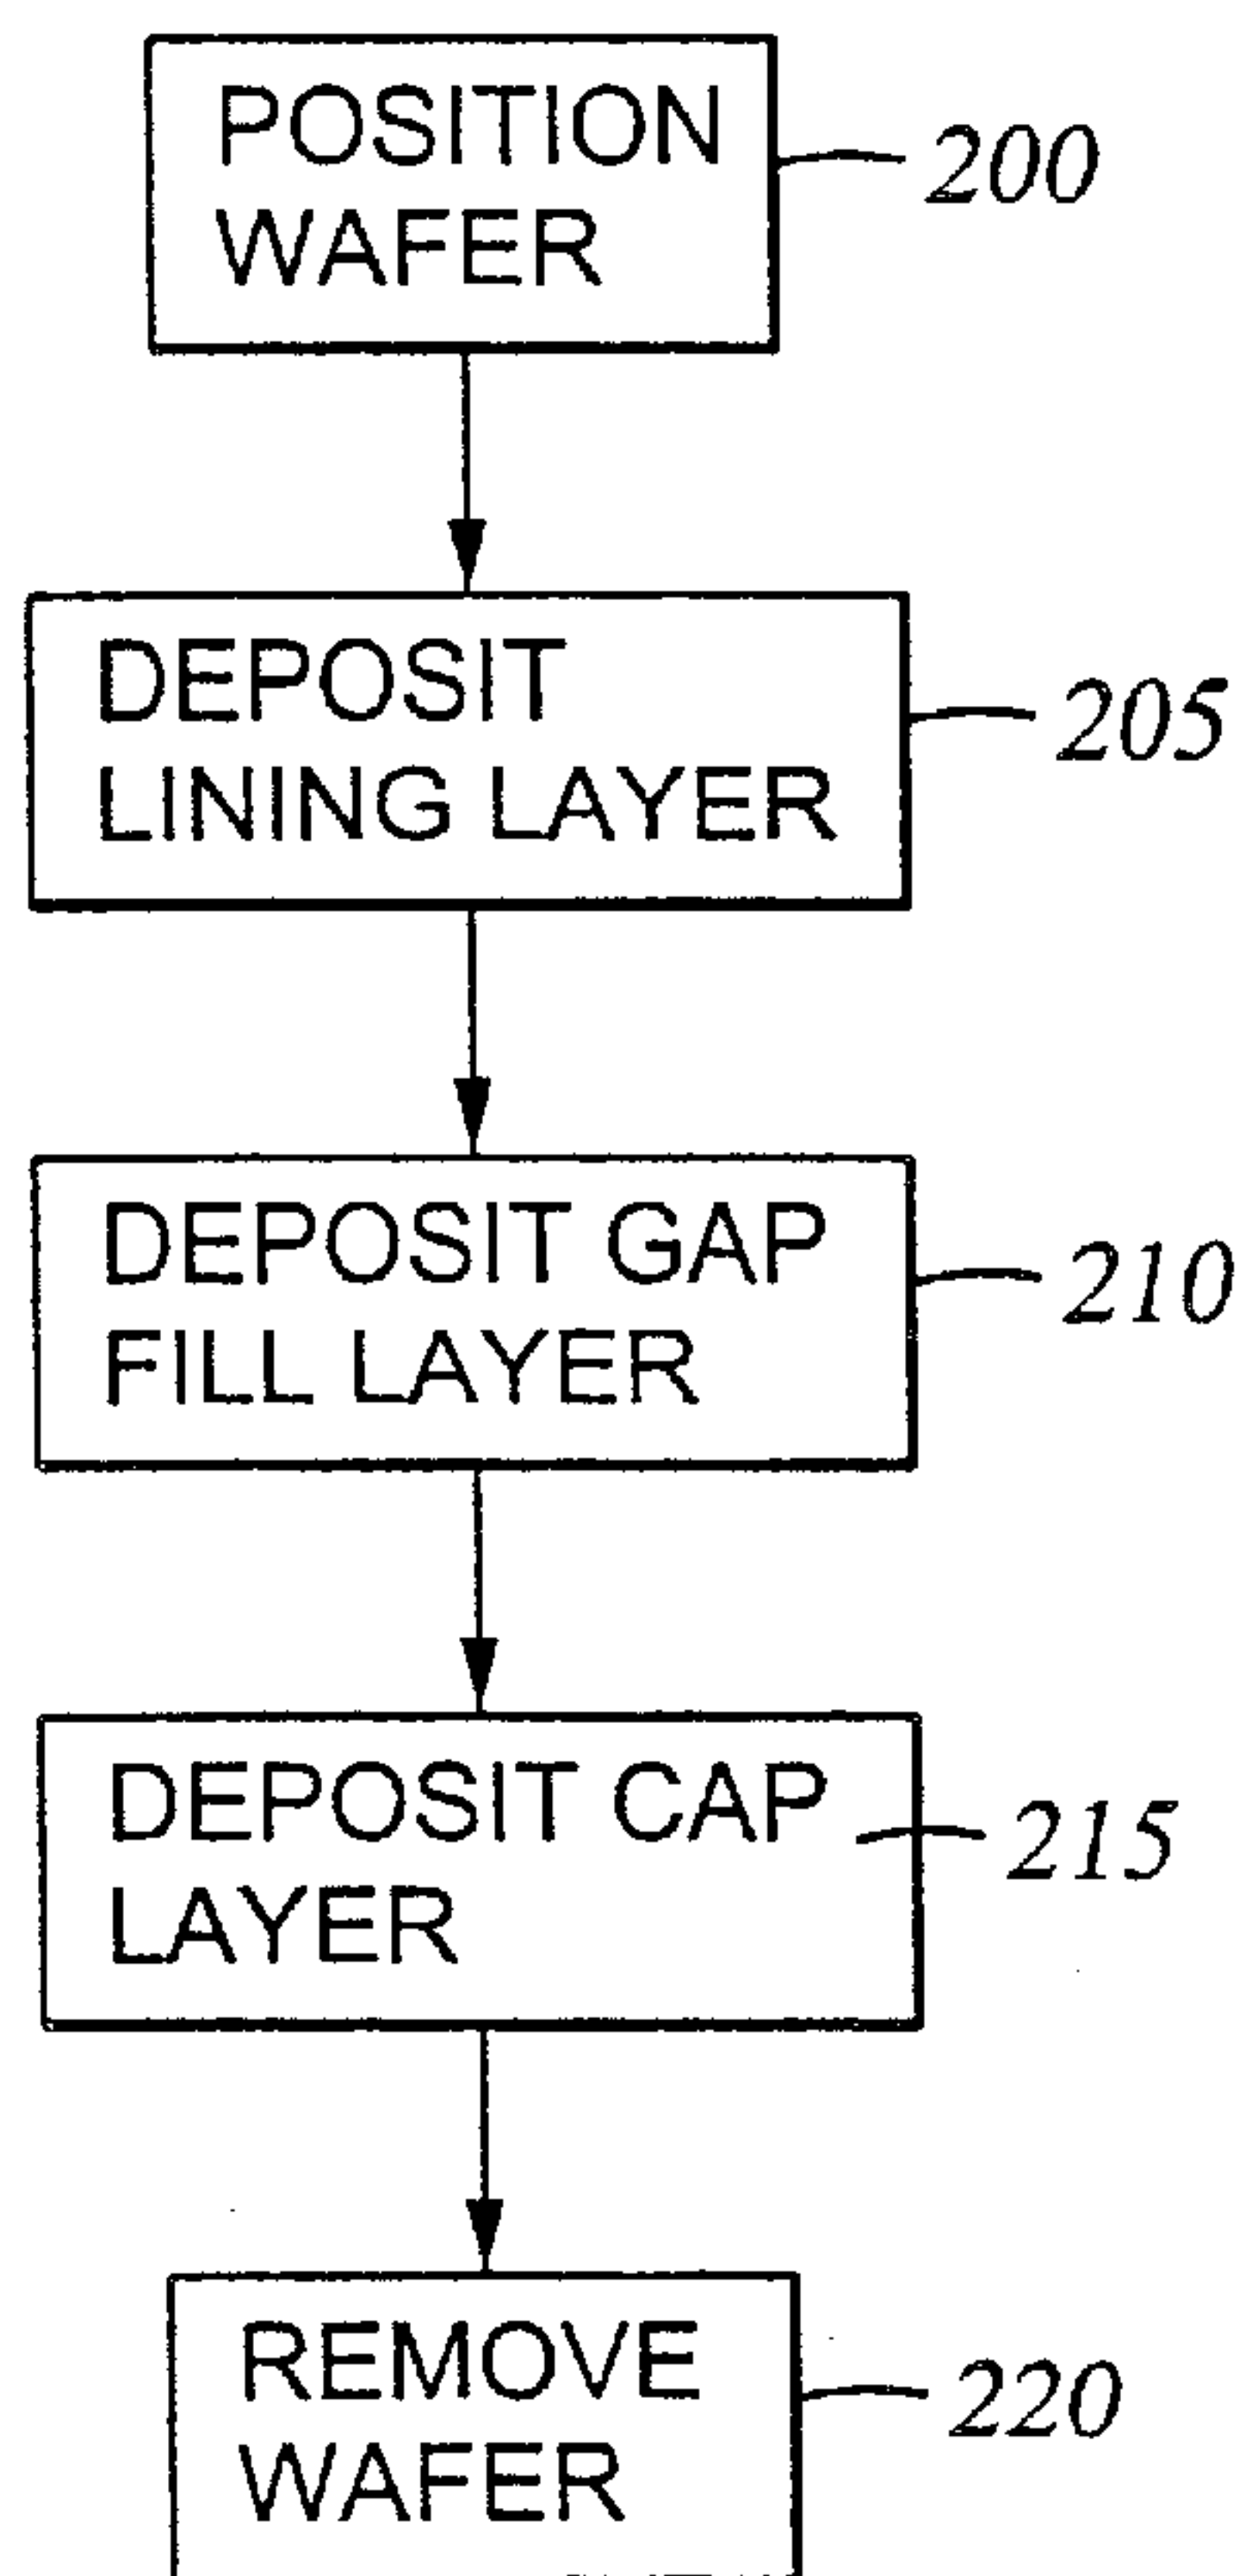 POSITION
WAFER
200
DEPOSIT
LINING LAYER
205
DEPOSIT GAP
FILL LAYER
210
DEPOSIT CAP
LAYER
215
REMOVE
WAFER
220